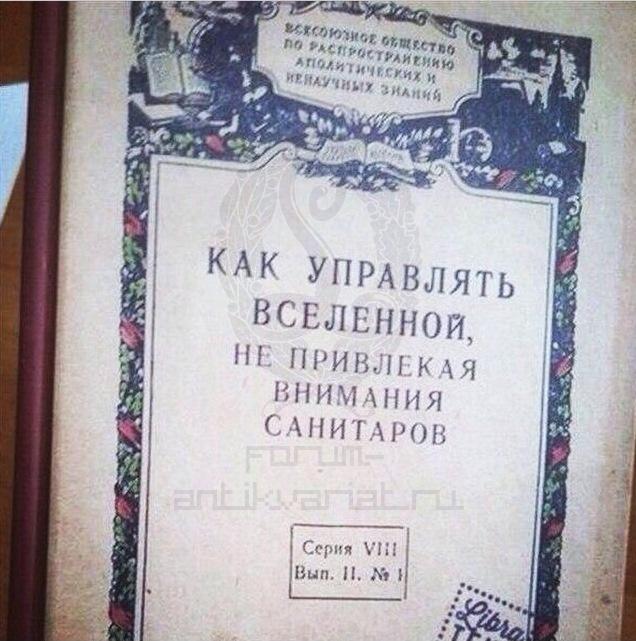 ВСЕСОЮЗНОЕ ОБЩЕСТВО
ПО РАСПРОСТРАНЕНИЮ
АПОЛИТИЧЕСКИХ И
НЕНАУЧНЫХ ЗНАНИЙ
КАК УПРАВЛЯТЬ
ВСЕЛЕННОЙ,
НЕ ПРИВЛЕКАЯ
ВНИМАНИЯ
САНИТАРОВ
Forum-
antikvariat.ru
Серия VIII
Вып. II. № 1
Libra